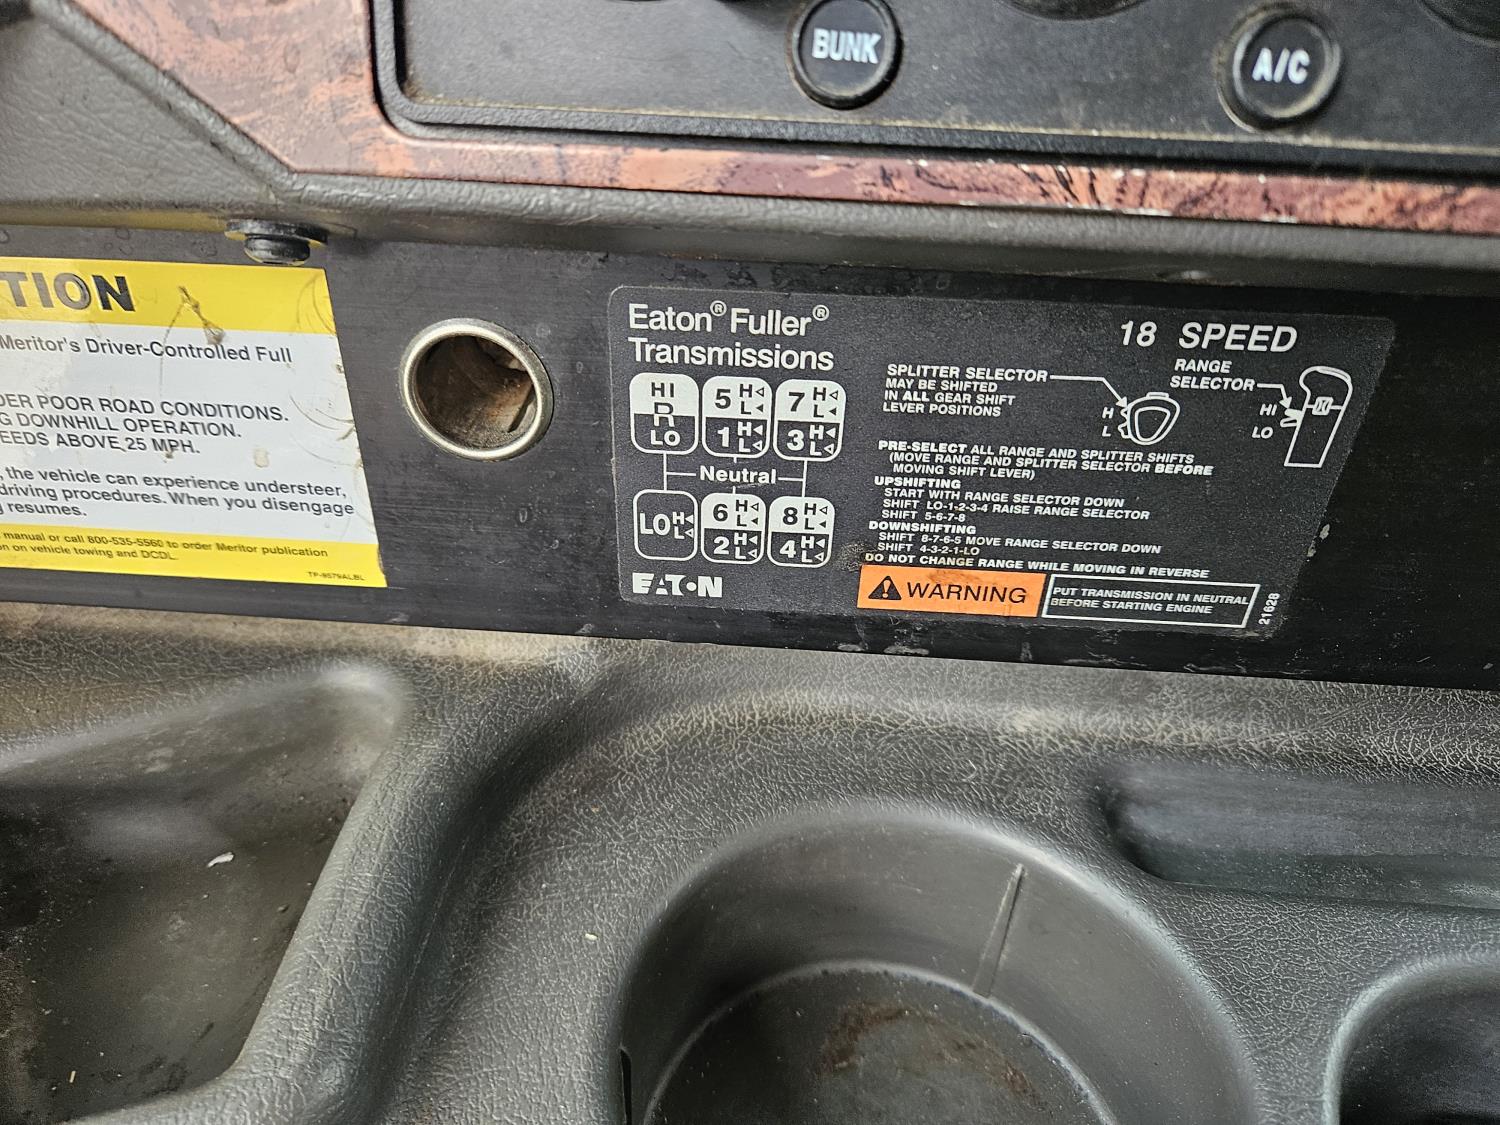 BUNK
A/C
TION
Meritor's Driver-Controlled Full
DER POOR ROAD CONDITIONS.
G DOWNHILL OPERATION.
EEDS ABOVE 25 MPH.
, the vehicle can experience understeer,
driving procedures. When you disengage
resumes.
manual or call 800-535-5560 to order Meritor publication
on on vehicle towing and DCDL.
TP-9579ALBL
Eaton® Fuller®
Transmissions
HI
R
LO
5 H
L
1 H
L
7 H
L
3 H
L
Neutral
LO H
L
6 H
L
2 H
L
8 H
L
4 H
L
EATON
18 SPEED
SPLITTER SELECTOR
MAY BE SHIFTED
IN ALL GEAR SHIFT
LEVER POSITIONS
H
L
RANGE
SELECTOR
HI
LO
PRE-SELECT ALL RANGE AND SPLITTER SHIFTS
(MOVE RANGE AND SPLITTER SELECTOR BEFORE
MOVING SHIFT LEVER)
UPSHIFTING
START WITH RANGE SELECTOR DOWN
SHIFT LO-1-2-3-4 RAISE RANGE SELECTOR
SHIFT 5-6-7-8
DOWNSHIFTING
SHIFT 8-7-6-5 MOVE RANGE SELECTOR DOWN
SHIFT 4-3-2-1-LO
DO NOT CHANGE RANGE WHILE MOVING IN REVERSE
WARNING
PUT TRANSMISSION IN NEUTRAL
BEFORE STARTING ENGINE
21628